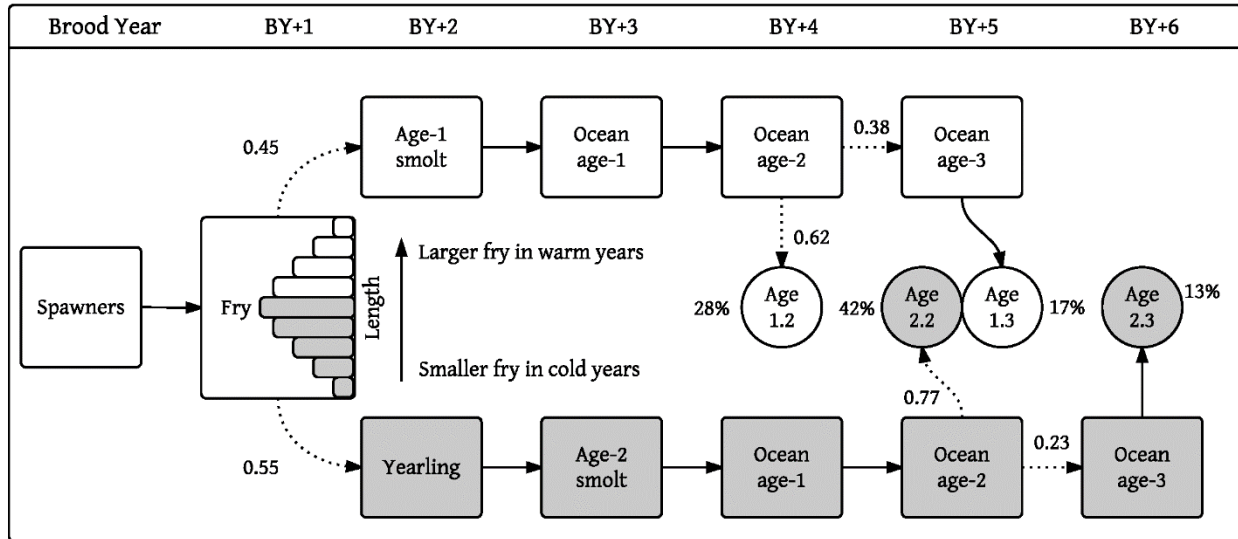 Brood Year BY+1 BY+2 BY+3 BY+4 BY+5 BY+6
0.45
Age-1
smolt
Ocean
age-1
Ocean
age-2
0.38
Ocean
age-3
0.62
Spawners
Fry
Length
Larger fry in warm years
Smaller fry in cold years
28%
Age
1.2
42%
Age
2.2
Age
1.3
17%
Age
2.3
13%
0.77
0.55
Yearling
Age-2
smolt
Ocean
age-1
Ocean
age-2
0.23
Ocean
age-3